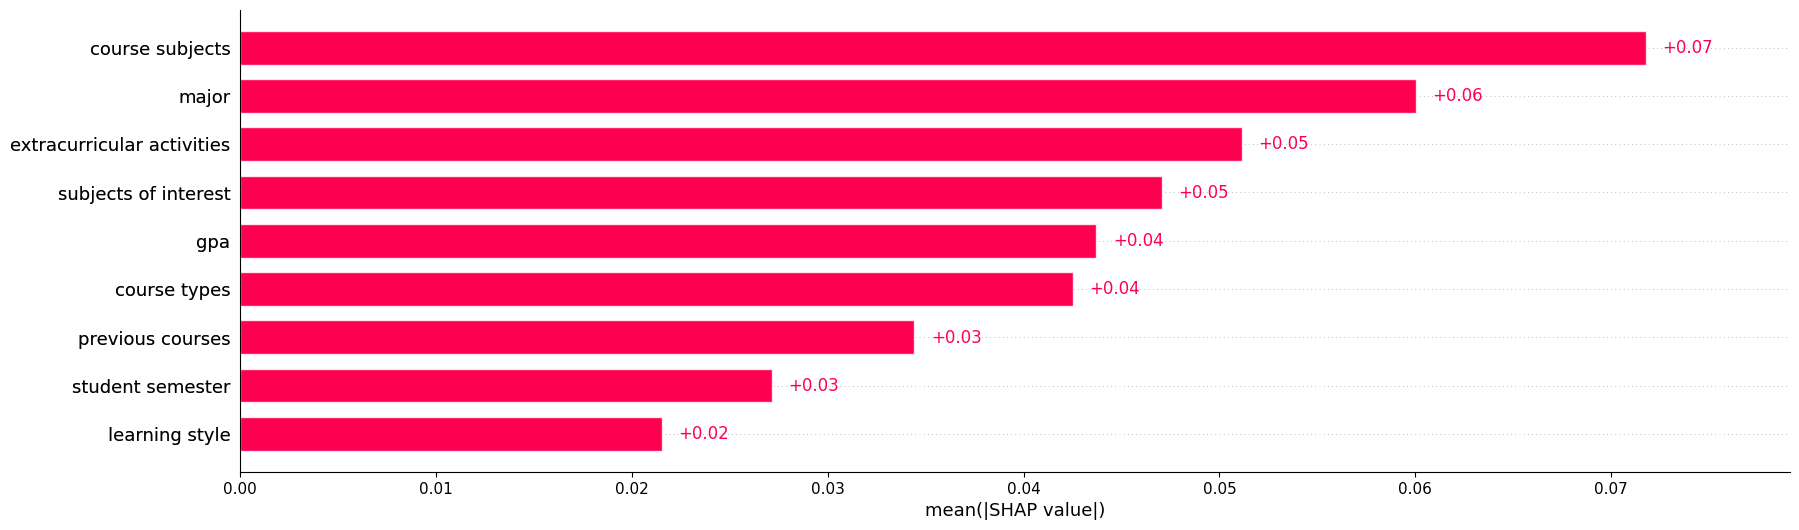 course subjects +0.07
major +0.06
extracurricular activities +0.05
subjects of interest +0.05
gpa +0.04
course types +0.04
previous courses +0.03
student semester +0.03
learning style +0.02
0.00 0.01 0.02 0.03 0.04 0.05 0.06 0.07
mean(|SHAP value|)